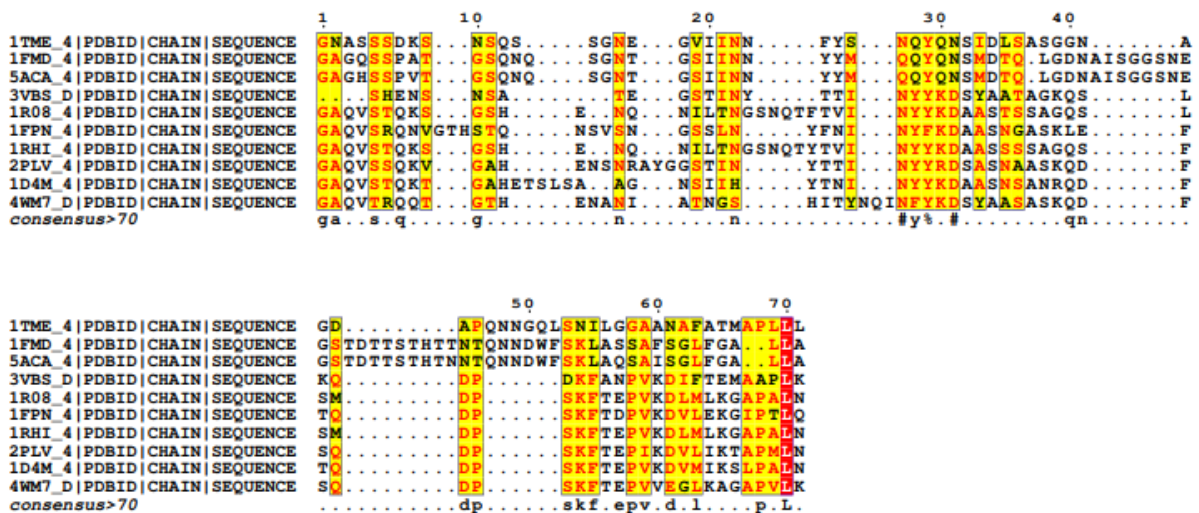 1 10 20 30 40
1TME_4|PDBID|CHAIN|SEQUENCE GNASSSDKS...NSQS.....SGNE...GVIINN.....FYS...NQYQNSIDLSASGGN.......A
1FMD_4|PDBID|CHAIN|SEQUENCE GAGQSSPAT...GSQNQ....SGNT...GSIINN.....YYM...QQYQNSMDTQ.LGDNAISGGSNE
5ACA_4|PDBID|CHAIN|SEQUENCE GAGHSSPVT...GSQNQ....SGNT...GSIINN.....YYM...QQYQNSMDTQ.LGDNAISGGSNE
3VBS_D|PDBID|CHAIN|SEQUENCE ....SHENS...NSA........TE...GSTINY.....TTI...NYYKDSYAATAGKQS.......L
1R08_4|PDBID|CHAIN|SEQUENCE GAQVSTQKS...GSH.....E..NQ...NILTNGSNQTFTVI...NYYKDAASTSSAGQS.......L
1FPN_4|PDBID|CHAIN|SEQUENCE GAQVSRQNVGTHSTQ.....NSVSN...GSSLN.....YFNI...NYFKDAASNGASKLE.......F
1RHI_4|PDBID|CHAIN|SEQUENCE GAQVSTQKS...GSH.....E..NQ...NILTNGSNQTYTVI...NYYKDAASSSSAGQS.......F
2PLV_4|PDBID|CHAIN|SEQUENCE GAQVSSQKV...GAH.....ENSNRAYGGSTIN.....YTTI...NYYRDSASNAASKQD.......F
1D4M_4|PDBID|CHAIN|SEQUENCE GAQVSTQKT...GAHETSLSA..AG...NSIIH.....YTNI...NYYKDAASNSANRQD.......F
4WM7_D|PDBID|CHAIN|SEQUENCE GAQVTRQQT...GTH.....ENANI...ATNGS.....HITYNQINFYKDSYAASASKQD.......F
consensus>70 ga..s.q.....g..........n........n............#y%.#........qn........
50 60 70
1TME_4|PDBID|CHAIN|SEQUENCE GD.........APQNNGQLSNILGGAANAFATMAPLLL
1FMD_4|PDBID|CHAIN|SEQUENCE GSTDTTSTHTTNTQNNDWFSKLASSAFSGLFGA..LLA
5ACA_4|PDBID|CHAIN|SEQUENCE GSTDTTSTHTNNTQNNDWFSKLAQSAISGLFGA..LLA
3VBS_D|PDBID|CHAIN|SEQUENCE KQ.........DP......DKFANPVKDIFTEMAAPLK
1R08_4|PDBID|CHAIN|SEQUENCE SM.........DP......SKFTEPVKDLMLKGAPALN
1FPN_4|PDBID|CHAIN|SEQUENCE TQ.........DP......SKFTDPVKDVLEKGIPTLQ
1RHI_4|PDBID|CHAIN|SEQUENCE SM.........DP......SKFTEPVKDLMLKGAPALN
2PLV_4|PDBID|CHAIN|SEQUENCE SQ.........DP......SKFTEPIKDVLIKTAPMLN
1D4M_4|PDBID|CHAIN|SEQUENCE TQ.........DP......SKFTEPVKDVMIKSLPALN
4WM7_D|PDBID|CHAIN|SEQUENCE SQ.........DP......SKFTEPVVEGLKAGAPVLK
consensus>70 ...........dp......skf.epv.d.l....p.L.